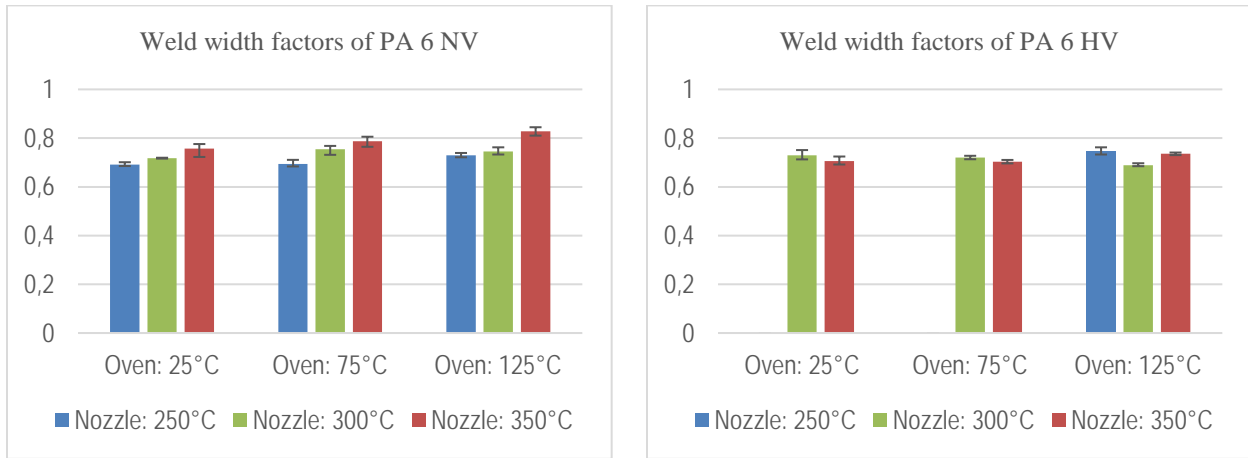 Weld width factors of PA 6 NV
1
0,8
0,6
0,4
0,2
0
Oven: 25°C Oven: 75°C Oven: 125°C
Nozzle: 250°C Nozzle: 300°C Nozzle: 350°C
Weld width factors of PA 6 HV
1
0,8
0,6
0,4
0,2
0
Oven: 25°C Oven: 75°C Oven: 125°C
Nozzle: 250°C Nozzle: 300°C Nozzle: 350°C